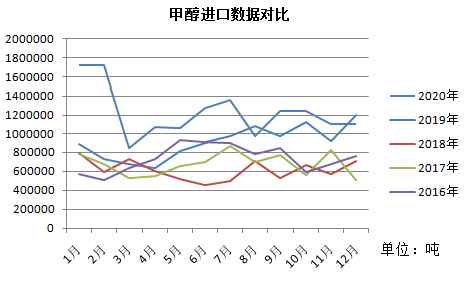 甲醇进口数据对比
2000000
1800000
1600000
1400000
1200000
1000000
800000
600000
400000
200000
0
1月 2月 3月 4月 5月 6月 7月 8月 9月 10月 11月 12月
2020年
2019年
2018年
2017年
2016年
单位：吨